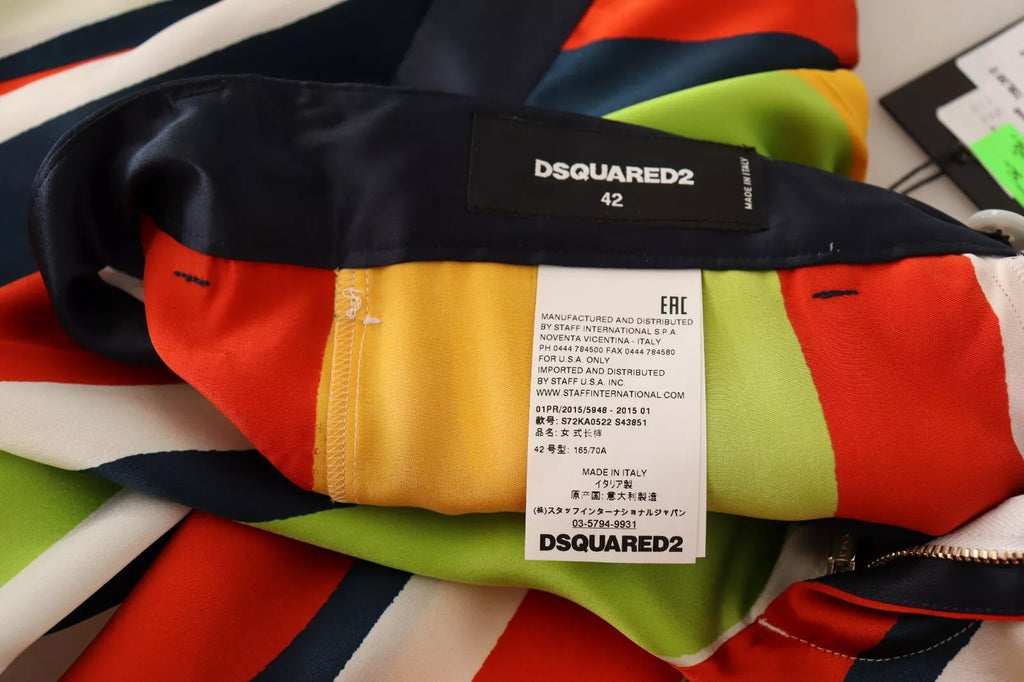 DSQUARED2
42
MADE IN ITALY
EAC
MANUFACTURED AND DISTRIBUTED
BY STAFF INTERNATIONAL S.P.A
NOVENTA VICENTINA - ITALY
PH 0444 784500 FAX 0444 784580
FOR U.S.A. ONLY
IMPORTED AND DISTRIBUTED
BY STAFF U.S.A. INC.
WWW.STAFFINTERNATIONAL.COM
01PR/2015/5948 - 2015 01
款号: S72KA0522 S43851
品名: 女式长裤
42 号型: 165/70A
MADE IN ITALY
イタリア製
原产国: 意大利製造
(株)スタッフインターナショナルジャパン
03-5794-9931
DSQUARED2